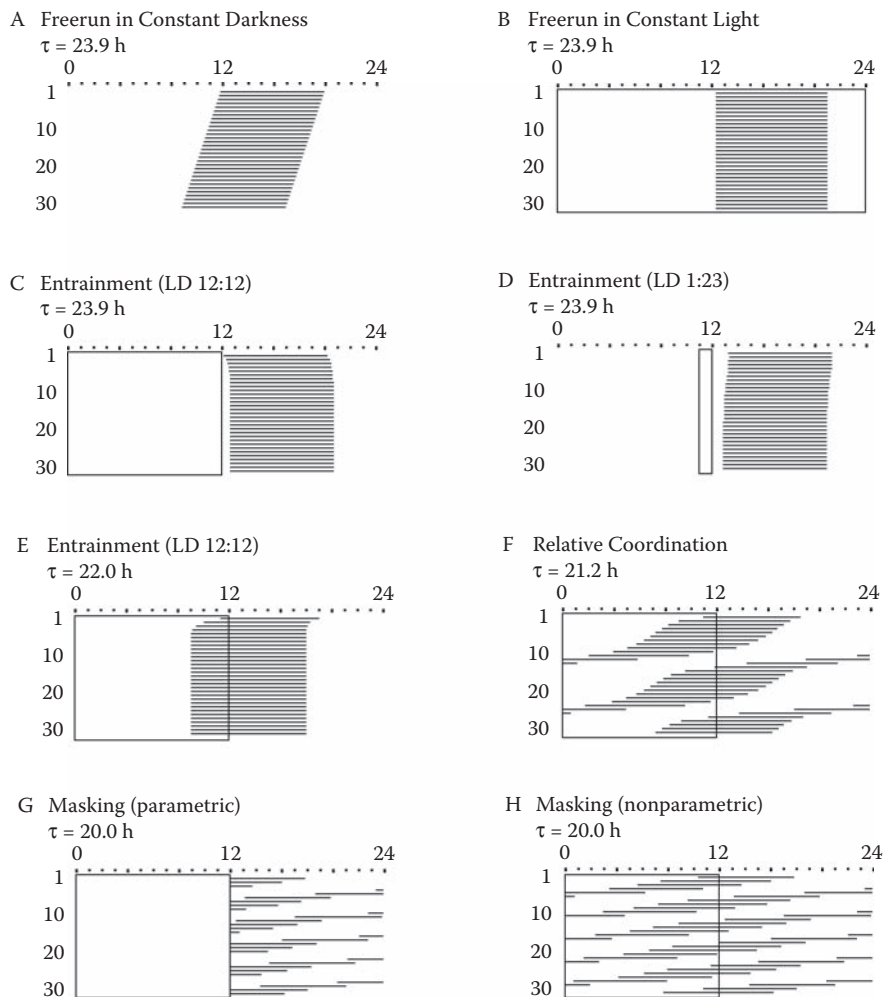 A Freerun in Constant Darkness
τ = 23.9 h
0 12 24
1
10
20
30
B Freerun in Constant Light
τ = 23.9 h
0 12 24
1
10
20
30
C Entrainment (LD 12:12)
τ = 23.9 h
0 12 24
1
10
20
30
D Entrainment (LD 1:23)
τ = 23.9 h
0 12 24
1
10
20
30
E Entrainment (LD 12:12)
τ = 22.0 h
0 12 24
1
10
20
30
F Relative Coordination
τ = 21.2 h
0 12 24
1
10
20
30
G Masking (parametric)
τ = 20.0 h
0 12 24
1
10
20
30
H Masking (nonparametric)
τ = 20.0 h
0 12 24
1
10
20
30